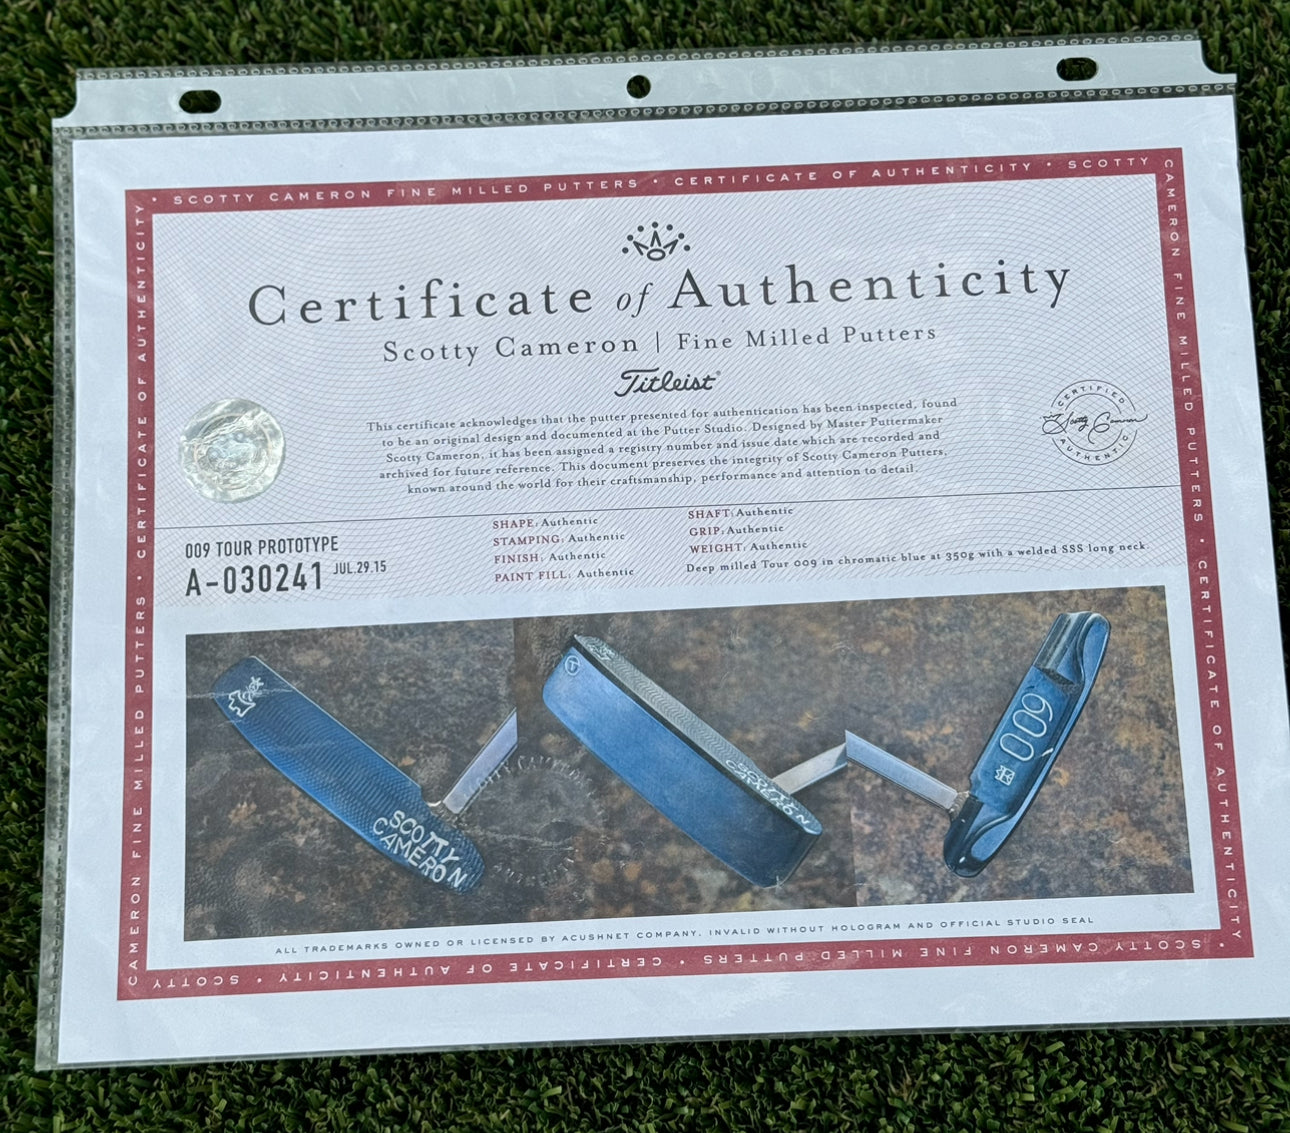 • SCOTTY CAMERON FINE MILLED PUTTERS • CERTIFICATE OF AUTHENTICITY • SCOTTY
CAMERON FINE MILLED PUTTERS • CERTIFICATE OF AUTHENTICITY
• SCOTTY CAMERON FINE MILLED PUTTERS • CERTIFICATE OF AUTHENTICITY • SCOTTY
CAMERON FINE MILLED PUTTERS • CERTIFICATE OF AUTHENTICITY
Certificate of Authenticity
Scotty Cameron | Fine Milled Putters
Titleist®
This certificate acknowledges that the putter presented for authentication has been inspected, found
to be an original design and documented at the Putter Studio. Designed by Master Puttermaker
Scotty Cameron, it has been assigned a registry number and issue date which are recorded and
archived for future reference. This document preserves the integrity of Scotty Cameron Putters,
known around the world for their craftsmanship, performance and attention to detail.
CERTIFIED
Scotty Cameron
AUTHENTIC
009 TOUR PROTOTYPE
A-030241 JUL.29.15
SHAPE: Authentic
STAMPING: Authentic
FINISH: Authentic
PAINT FILL: Authentic
SHAFT: Authentic
GRIP: Authentic
WEIGHT: Authentic
Deep milled Tour 009 in chromatic blue at 350g with a welded SSS long neck.
SCOTTY
CAMERON
T
SCOTTY
CAMERON
009
ALL TRADEMARKS OWNED OR LICENSED BY ACUSHNET COMPANY. INVALID WITHOUT HOLOGRAM AND OFFICIAL STUDIO SEAL